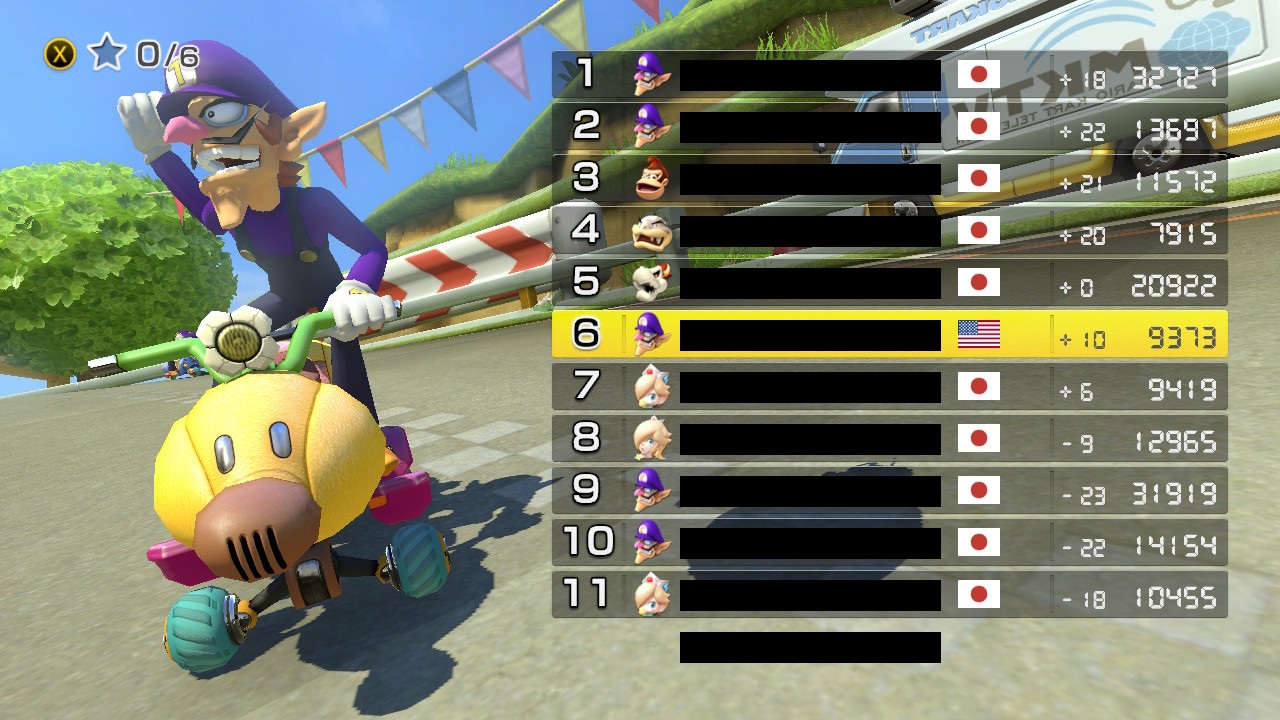 X 0/6
1 + 18 32727
2 + 22 13697
3 + 21 11572
4 + 20 7915
5 + 0 20922
6 + 10 9373
7 + 6 9419
8 - 9 12965
9 - 23 31919
10 - 22 14154
11 - 18 10455
MKTV